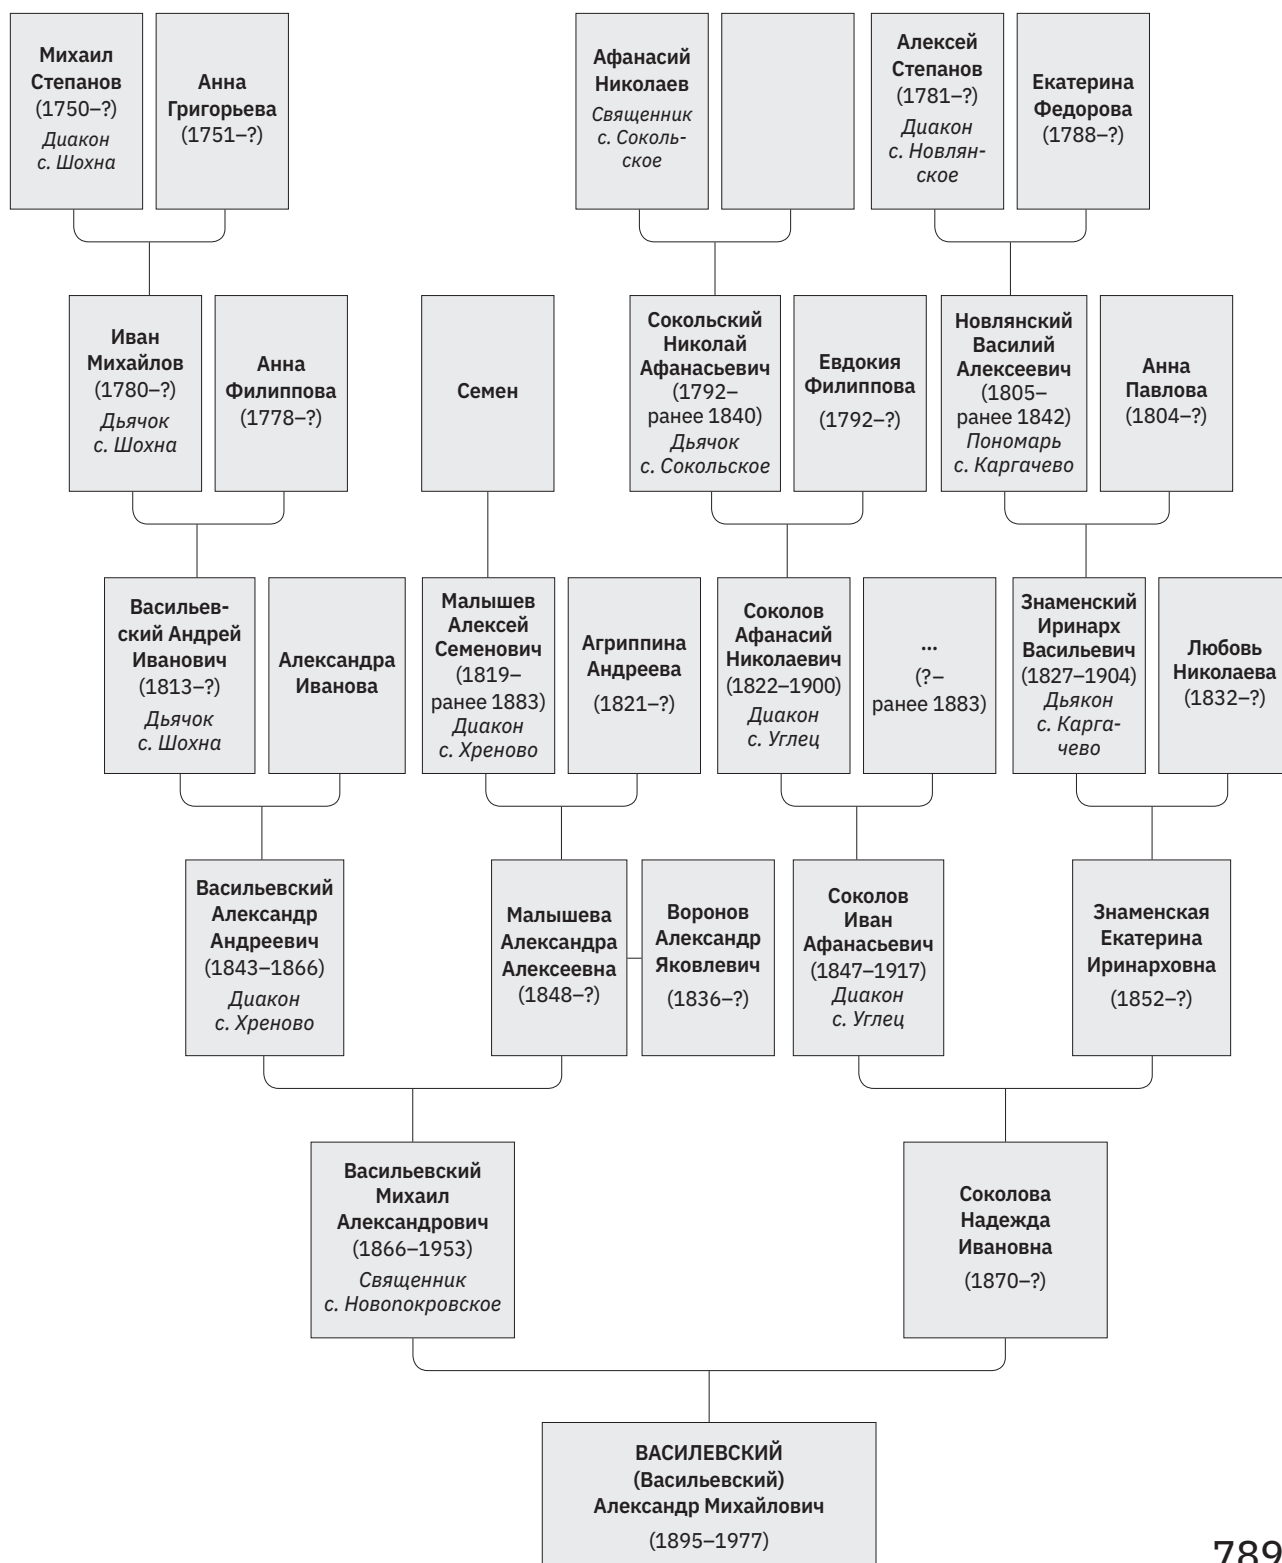 Михаил
Степанов
(1750–?)
Диакон
с. Шохна
Анна
Григорьева
(1751–?)
Афанасий
Николаев
Священник
с. Соколь-
ское
Алексей
Степанов
(1781–?)
Диакон
с. Новлян-
ское
Екатерина
Федорова
(1788–?)
Иван
Михайлов
(1780–?)
Дьячок
с. Шохна
Анна
Филиппова
(1778–?)
Семен
Сокольский
Николай
Афанасьевич
(1792–
ранее 1840)
Дьячок
с. Сокольское
Евдокия
Филиппова
(1792–?)
Новлянский
Василий
Алексеевич
(1805–
ранее 1842)
Пономарь
с. Каргачево
Анна
Павлова
(1804–?)
Васильев-
ский Андрей
Иванович
(1813–?)
Дьячок
с. Шохна
Александра
Иванова
Малышев
Алексей
Семенович
(1819–
ранее 1883)
Диакон
с. Хреново
Агриппина
Андреева
(1821–?)
Соколов
Афанасий
Николаевич
(1822–1900)
Диакон
с. Углец
...
(?–
ранее 1883)
Знаменский
Иринарх
Васильевич
(1827–1904)
Дьякон
с. Карга-
чево
Любовь
Николаева
(1832–?)
Васильевский
Александр
Андреевич
(1843–1866)
Диакон
с. Хреново
Малышева
Александра
Алексеевна
(1848–?)
Воронов
Александр
Яковлевич
(1836–?)
Соколов
Иван
Афанасьевич
(1847–1917)
Диакон
с. Углец
Знаменская
Екатерина
Иринарховна
(1852–?)
Васильевский
Михаил
Александрович
(1866–1953)
Священник
с. Новопокровское
Соколова
Надежда
Ивановна
(1870–?)
ВАСИЛЕВСКИЙ
(Васильевский)
Александр Михайлович
(1895–1977)
789